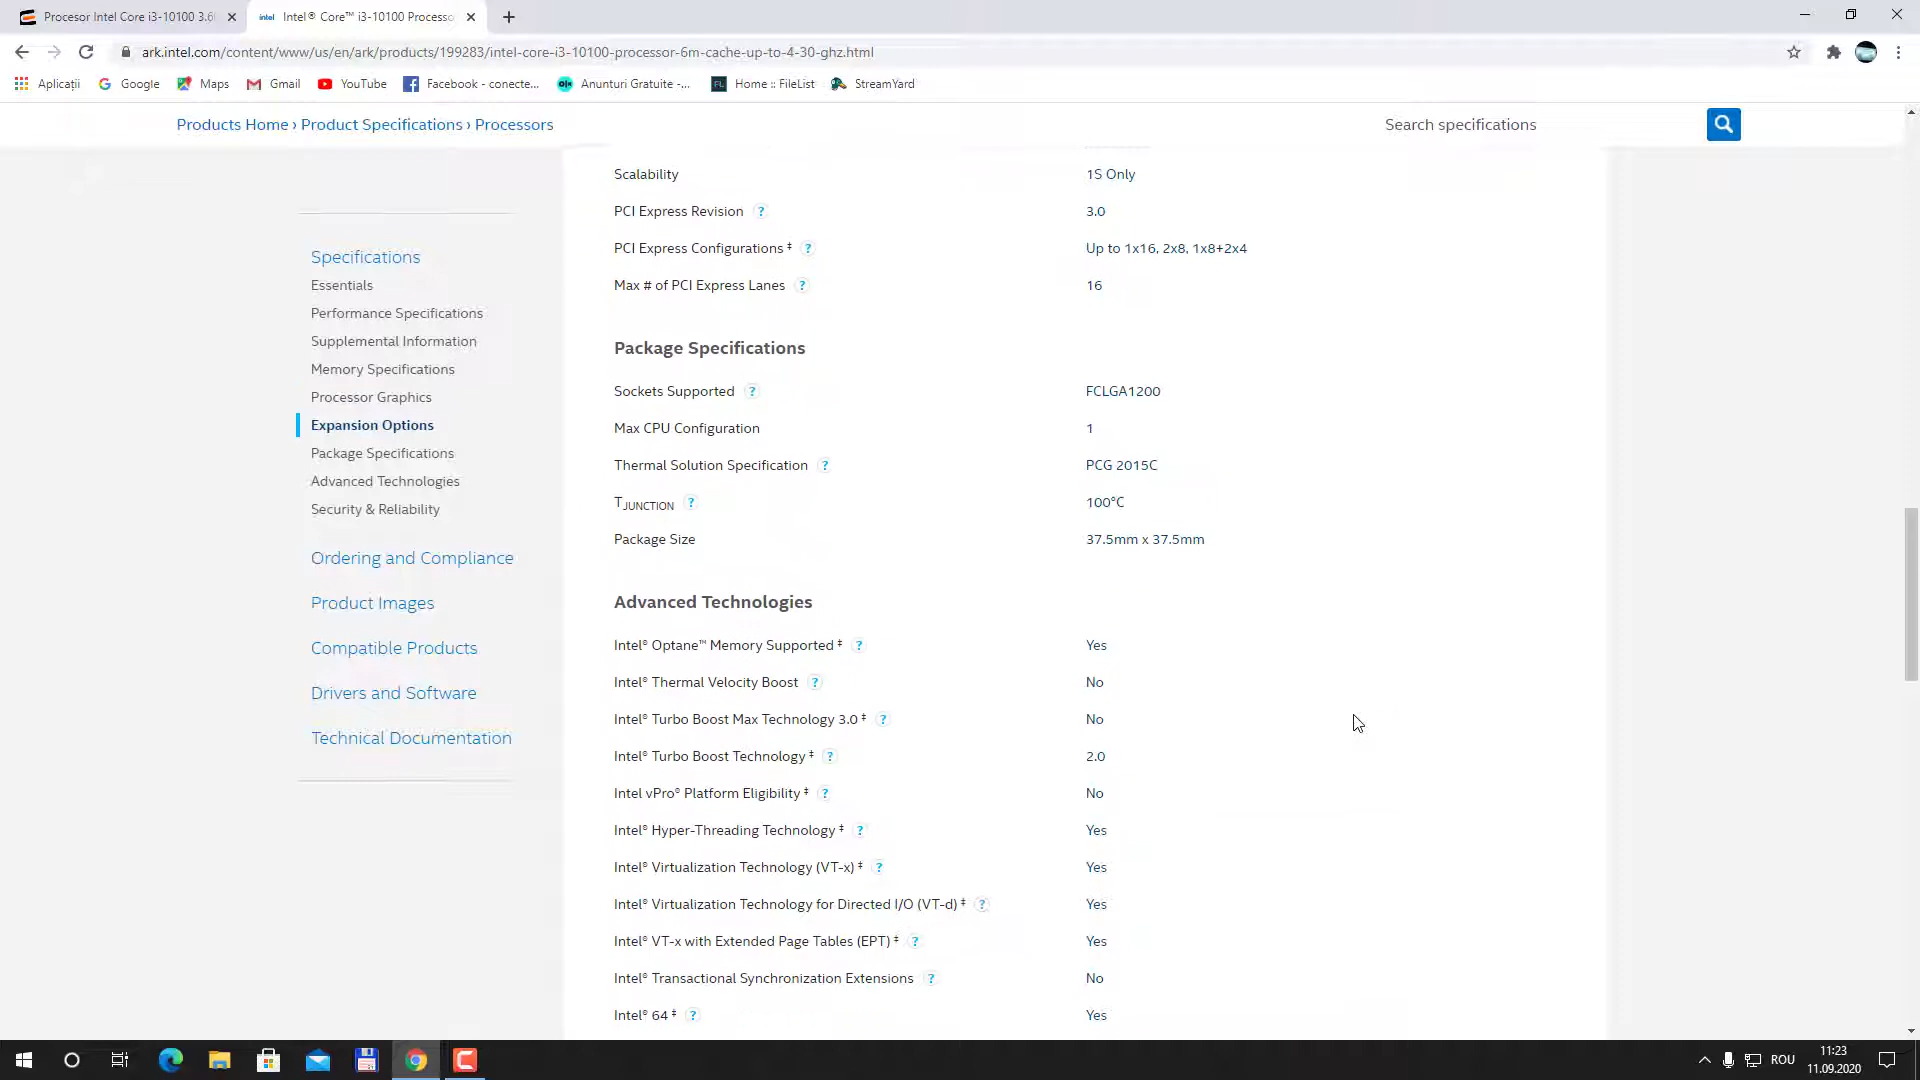 Procesor Intel Core i3-10100 3.6
Intel® Core™ i3-10100 Processo
ark.intel.com/content/www/us/en/ark/products/199283/intel-core-i3-10100-processor-6m-cache-up-to-4-30-ghz.html
Aplicații Google Maps Gmail YouTube Facebook - conecte... Anunturi Gratuite -... Home :: FileList StreamYard
Products Home › Product Specifications › Processors Search specifications
Scalability 1S Only
PCI Express Revision ? 3.0
PCI Express Configurations ‡ ? Up to 1x16, 2x8, 1x8+2x4
Max # of PCI Express Lanes ? 16
Specifications
Essentials
Performance Specifications
Supplemental Information
Memory Specifications
Processor Graphics
Expansion Options
Package Specifications
Advanced Technologies
Security & Reliability
Ordering and Compliance
Product Images
Compatible Products
Drivers and Software
Technical Documentation
Package Specifications
Sockets Supported ? FCLGA1200
Max CPU Configuration 1
Thermal Solution Specification ? PCG 2015C
TJUNCTION ? 100°C
Package Size 37.5mm x 37.5mm
Advanced Technologies
Intel® Optane™ Memory Supported ‡ ? Yes
Intel® Thermal Velocity Boost ? No
Intel® Turbo Boost Max Technology 3.0 ‡ ? No
Intel® Turbo Boost Technology ‡ ? 2.0
Intel vPro® Platform Eligibility ‡ ? No
Intel® Hyper-Threading Technology ‡ ? Yes
Intel® Virtualization Technology (VT-x) ‡ ? Yes
Intel® Virtualization Technology for Directed I/O (VT-d) ‡ ? Yes
Intel® VT-x with Extended Page Tables (EPT) ‡ ? Yes
Intel® Transactional Synchronization Extensions ? No
Intel® 64 ‡ ? Yes
ROU
11:23
11.09.2020